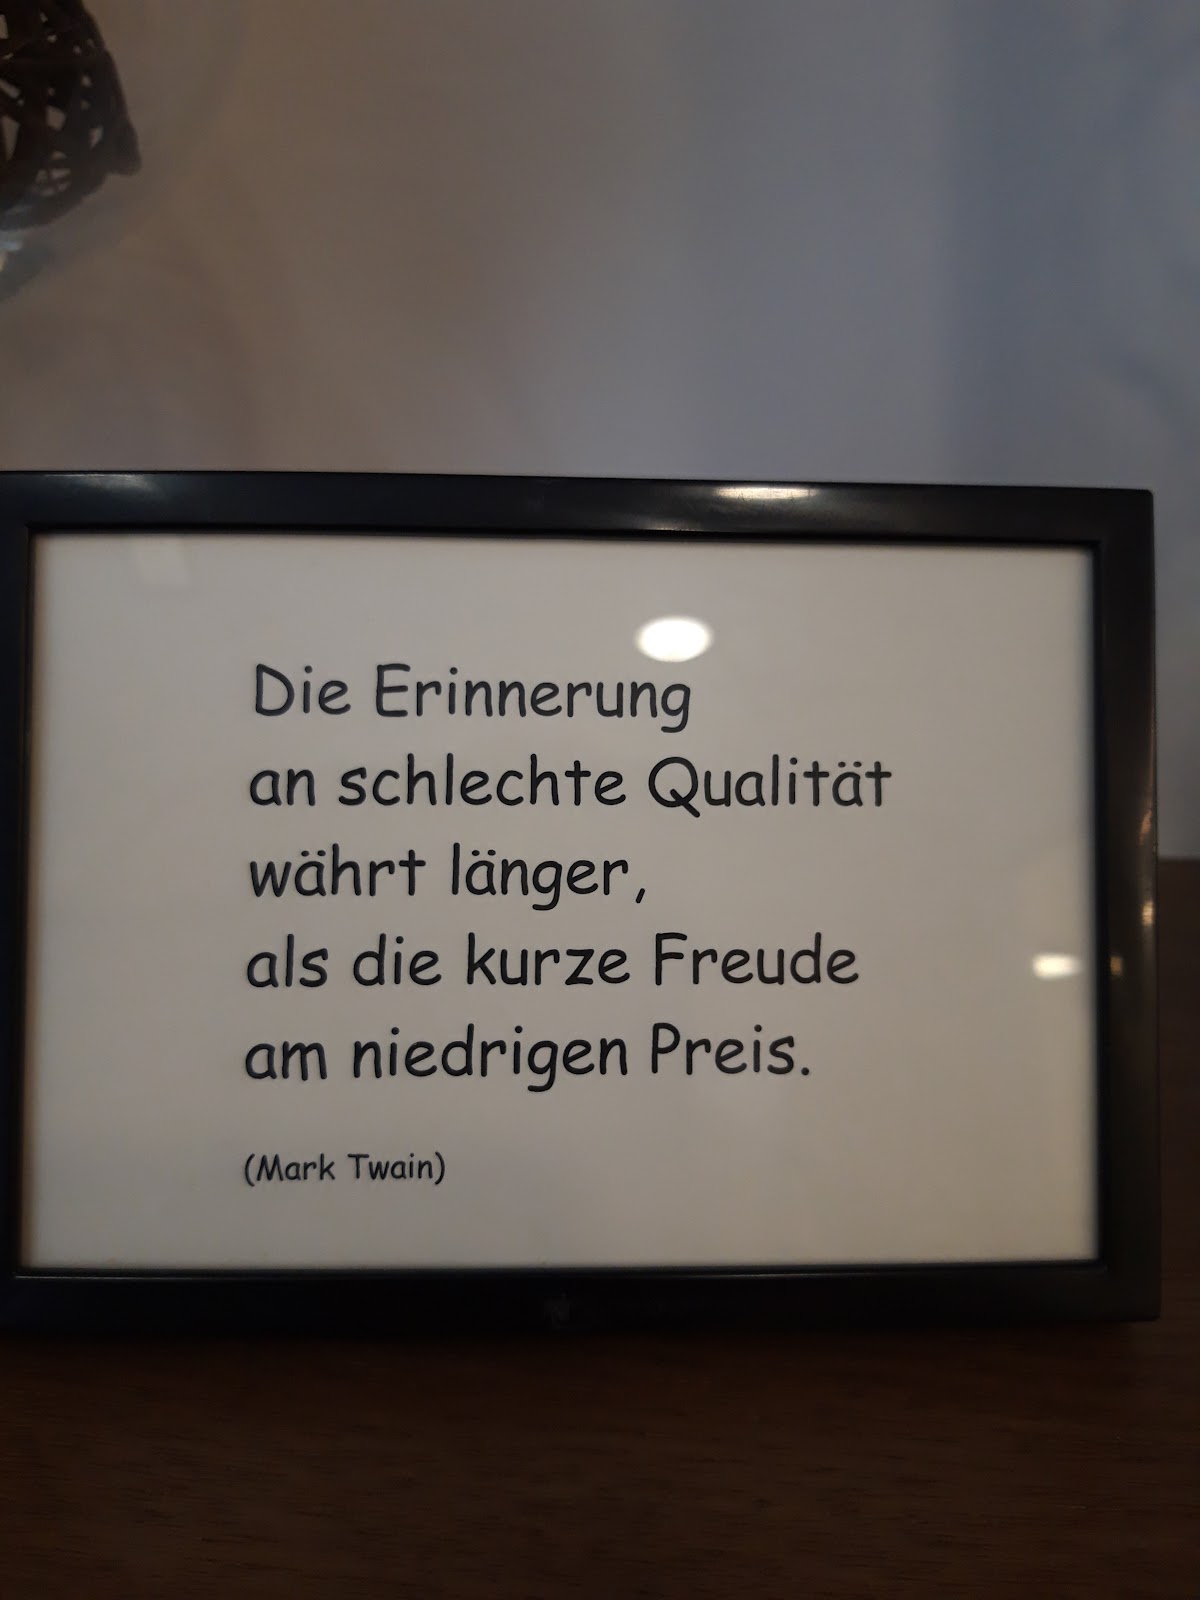 Die Erinnerung
an schlechte Qualität
währt länger,
als die kurze Freude
am niedrigen Preis.
(Mark Twain)